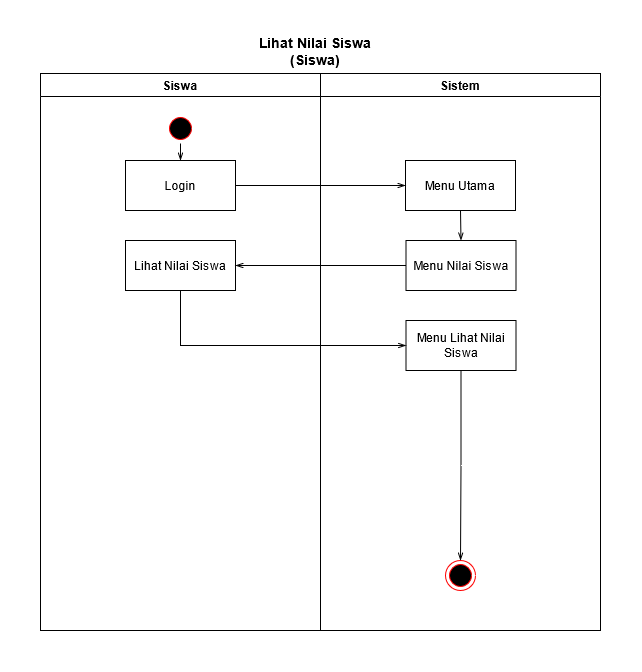 Lihat Nilai Siswa
(Siswa)
Siswa
Sistem
Login
Menu Utama
Lihat Nilai Siswa
Menu Nilai Siswa
Menu Lihat Nilai
Siswa